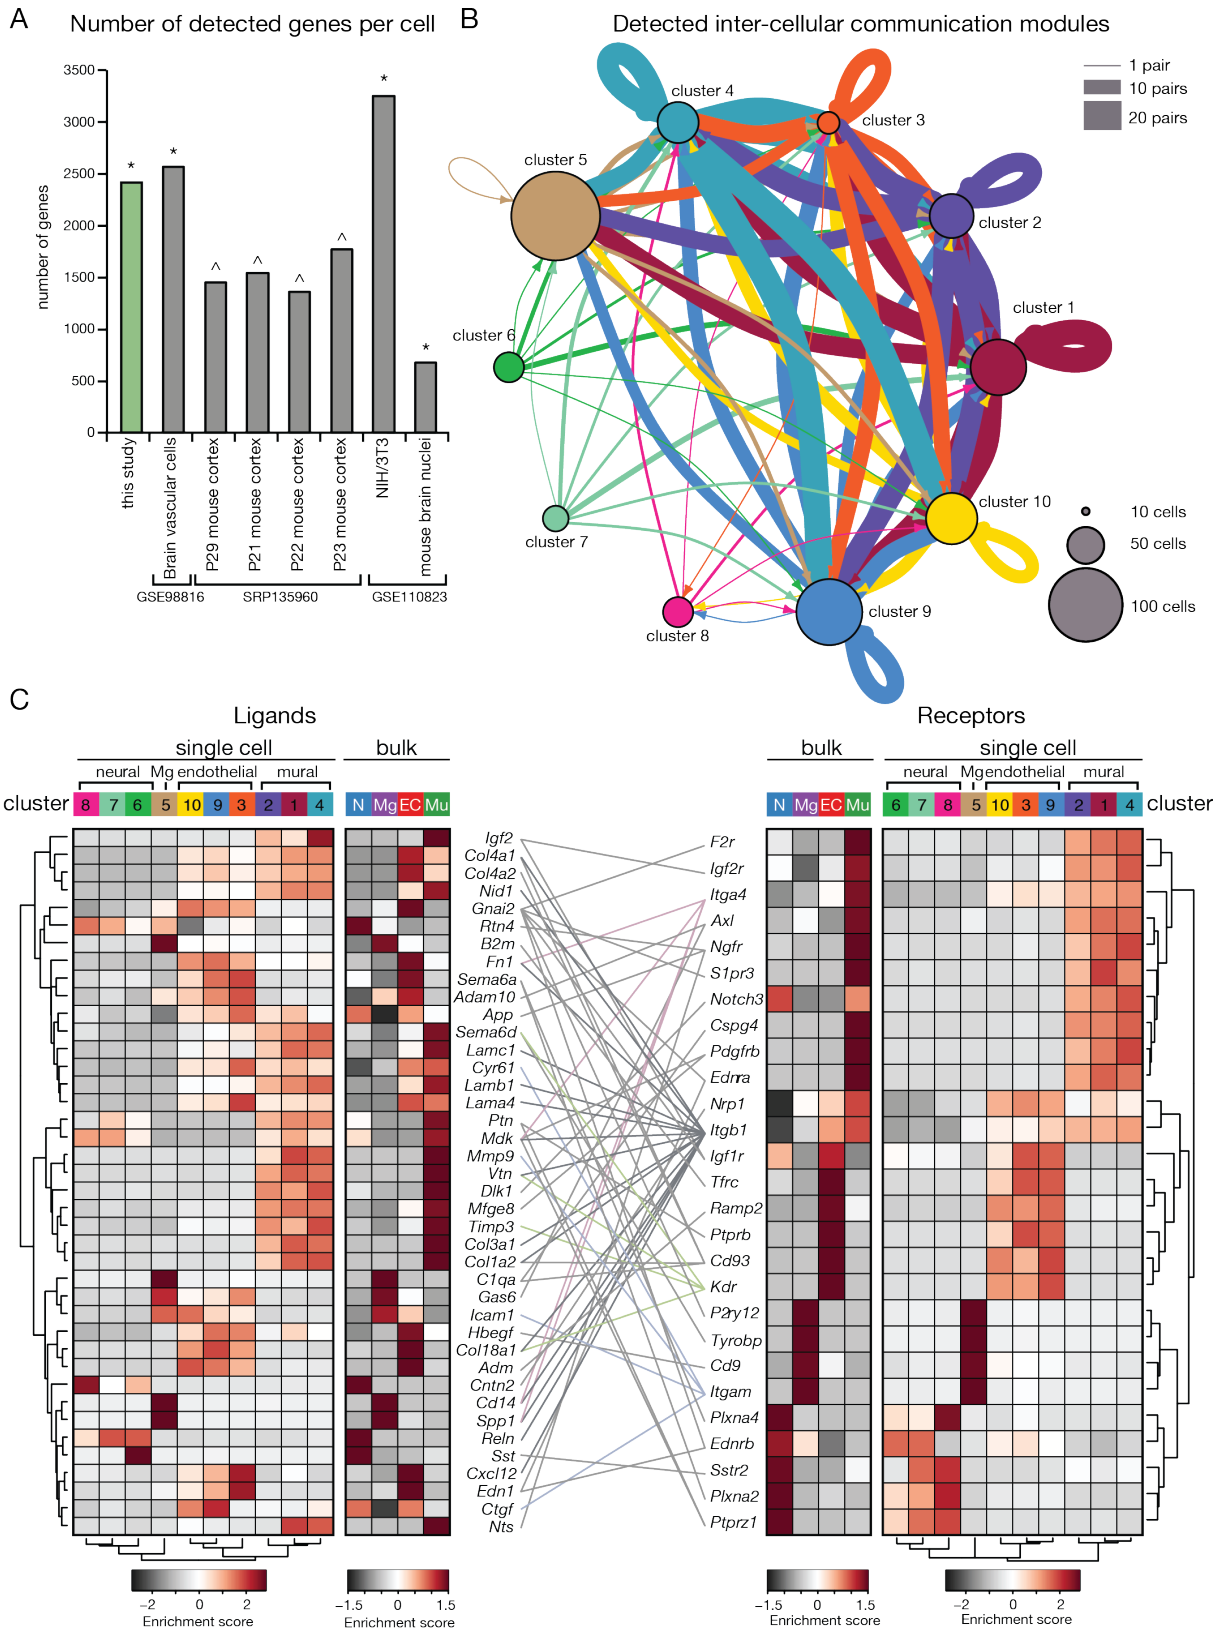 A
Number of detected genes per cell
3500
3000
2500
2000
1500
1000
500
0
number of genes
*
*
^
^
^
^
*
*
this study
Brain vascular cells
P29 mouse cortex
P21 mouse cortex
P22 mouse cortex
P23 mouse cortex
NIH/3T3
mouse brain nuclei
GSE98816
SRP135960
GSE110823
B
Detected inter-cellular communication modules
1 pair
10 pairs
20 pairs
cluster 4
cluster 3
cluster 5
cluster 2
cluster 1
cluster 6
cluster 10
cluster 7
cluster 9
cluster 8
10 cells
50 cells
100 cells
C
Ligands
single cell
bulk
neural
Mg
endothelial
mural
cluster
8 7 6 5 10 9 3 2 1 4
N Mg EC Mu
Igf2
Col4a1
Col4a2
Nid1
Gnai2
Rtn4
B2m
Fn1
Sema6a
Adam10
App
Sema6d
Lamc1
Cyr61
Lamb1
Lama4
Ptn
Mdk
Mmp9
Vtn
Dlk1
Mfge8
Timp3
Col3a1
Col1a2
C1qa
Gas6
Icam1
Hbegf
Col18a1
Adm
Cntn2
Cd14
Spp1
Reln
Sst
Cxcl12
Edn1
Ctgf
Nts
−2 0 2
Enrichment score
-1.5 0 1.5
Enrichment score
Receptors
bulk
single cell
neural
Mg
endothelial
mural
N Mg EC Mu
6 7 8 5 10 3 9 2 1 4
cluster
F2r
Igf2r
Itga4
Axl
Ngfr
S1pr3
Notch3
Cspg4
Pdgfrb
Ednra
Nrp1
Itgb1
Igf1r
Tfrc
Ramp2
Ptprb
Cd93
Kdr
P2ry12
Tyrobp
Cd9
Itgam
Plxna4
Ednrb
Sstr2
Plxna2
Ptprz1
-1.5 0 1.5
Enrichment score
−2 0 2
Enrichment score